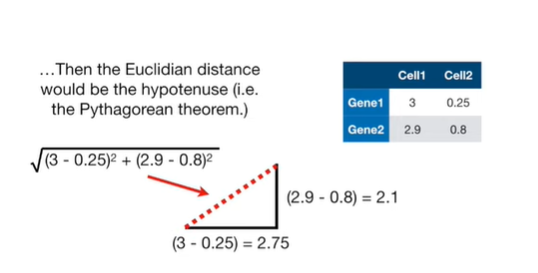 ...Then the Euclidian distance
would be the hypotenuse (i.e.
the Pythagorean theorem.)
Cell1 Cell2
Gene1 3 0.25
Gene2 2.9 0.8
√(3 - 0.25)² + (2.9 - 0.8)²
(2.9 - 0.8) = 2.1
(3 - 0.25) = 2.75